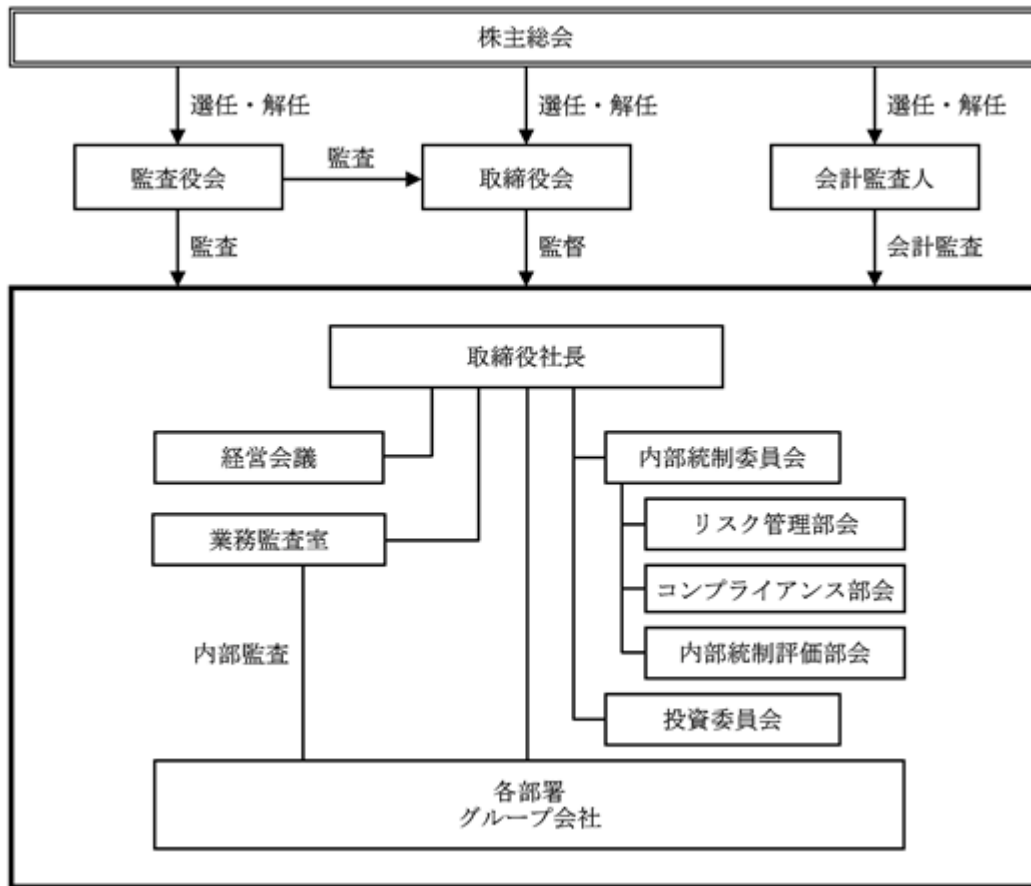 株主総会
選任・解任
選任・解任
選任・解任
監査役会
監査
取締役会
会計監査人
監査
監督
会計監査
取締役社長
経営会議
内部統制委員会
業務監査室
リスク管理部会
コンプライアンス部会
内部監査
内部統制評価部会
投資委員会
各部署
グループ会社